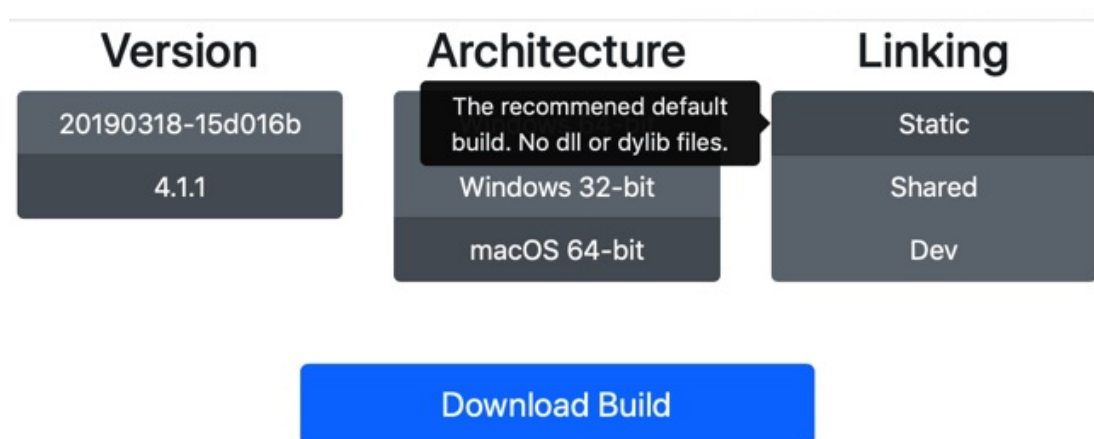 Version
Architecture
Linking
20190318-15d016b
4.1.1
The recommened default
build. No dll or dylib files.
Windows 32-bit
macOS 64-bit
Static
Shared
Dev
Download Build